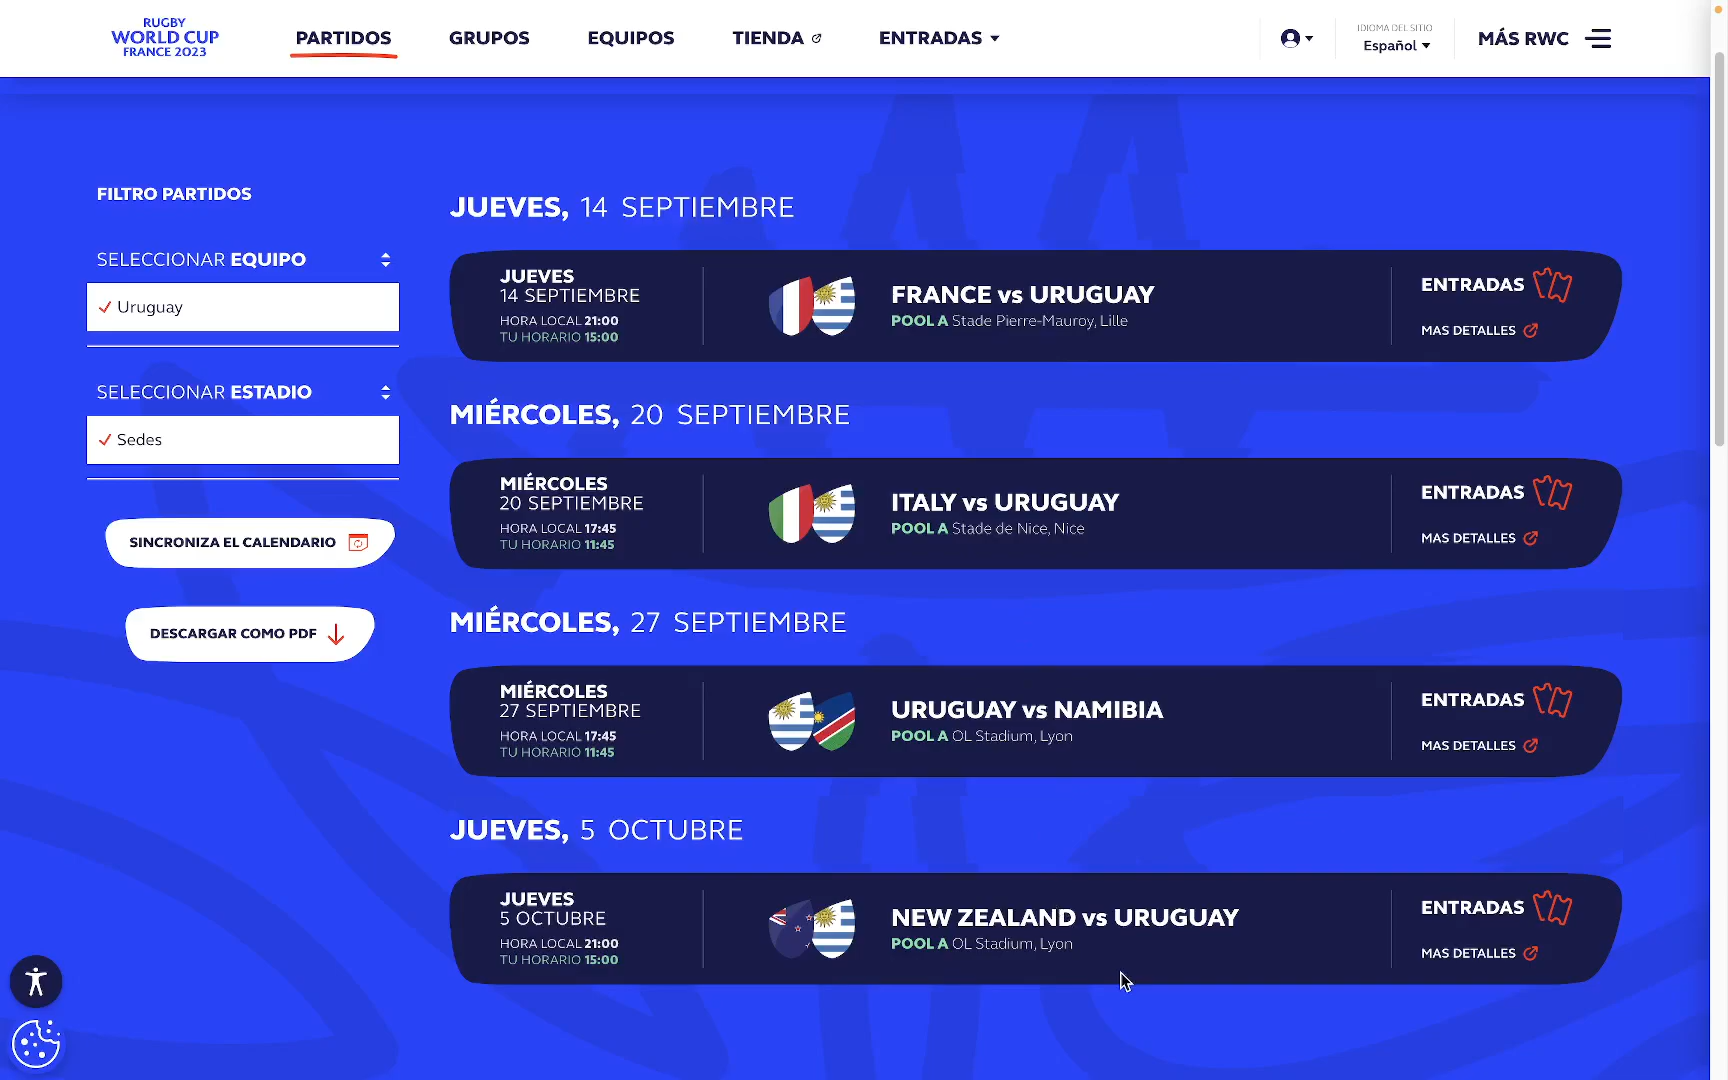 RUGBY
WORLD CUP
FRANCE 2023
PARTIDOS
GRUPOS
EQUIPOS
TIENDA
ENTRADAS
IDIOMA DEL SITIO
Español
MÁS RWC
FILTRO PARTIDOS
SELECCIONAR EQUIPO
Uruguay
SELECCIONAR ESTADIO
Sedes
SINCRONIZA EL CALENDARIO
DESCARGAR COMO PDF
JUEVES, 14 SEPTIEMBRE
JUEVES
14 SEPTIEMBRE
HORA LOCAL 21:00
TU HORARIO 15:00
FRANCE vs URUGUAY
POOL A Stade Pierre-Mauroy, Lille
ENTRADAS
MAS DETALLES
MIÉRCOLES, 20 SEPTIEMBRE
MIÉRCOLES
20 SEPTIEMBRE
HORA LOCAL 17:45
TU HORARIO 11:45
ITALY vs URUGUAY
POOL A Stade de Nice, Nice
ENTRADAS
MAS DETALLES
MIÉRCOLES, 27 SEPTIEMBRE
MIÉRCOLES
27 SEPTIEMBRE
HORA LOCAL 17:45
TU HORARIO 11:45
URUGUAY vs NAMIBIA
POOL A OL Stadium, Lyon
ENTRADAS
MAS DETALLES
JUEVES, 5 OCTUBRE
JUEVES
5 OCTUBRE
HORA LOCAL 21:00
TU HORARIO 15:00
NEW ZEALAND vs URUGUAY
POOL A OL Stadium, Lyon
ENTRADAS
MAS DETALLES